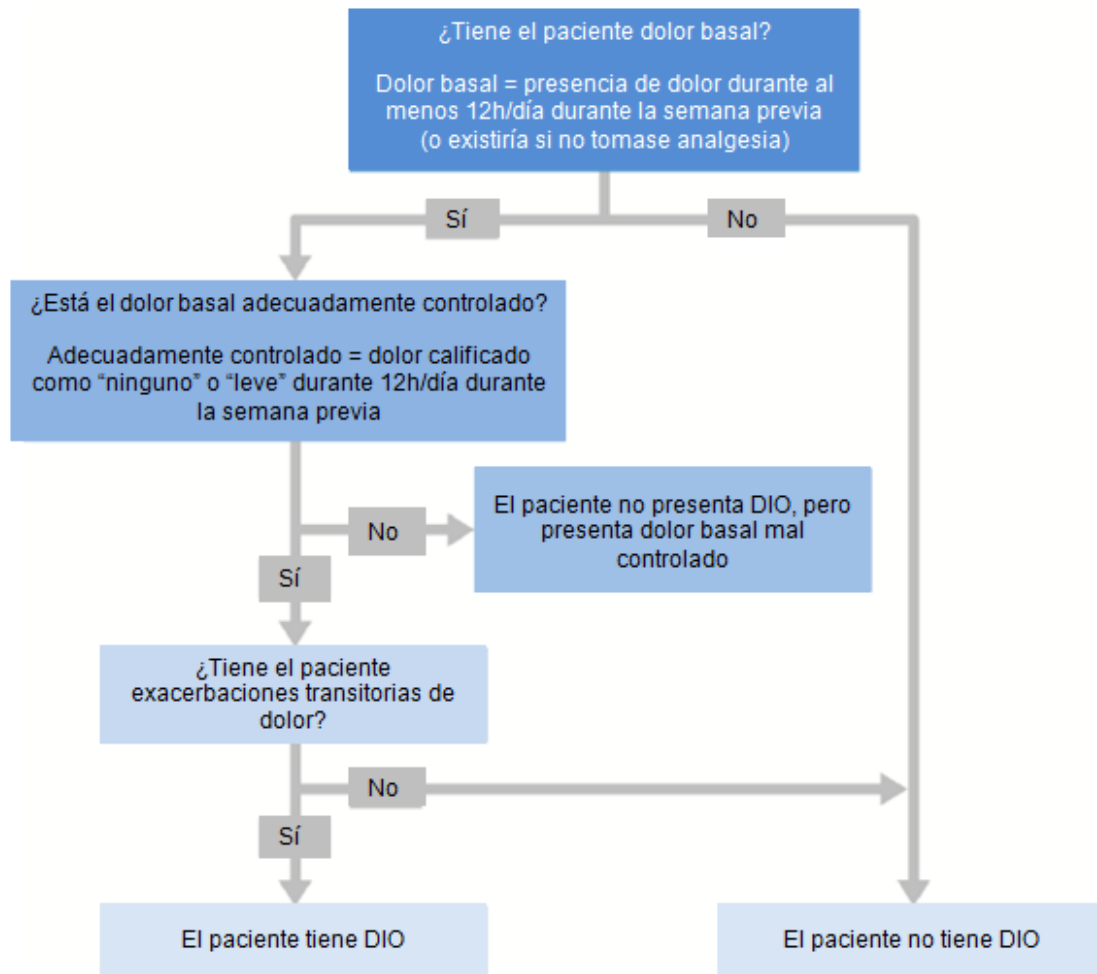 ¿Tiene el paciente dolor basal?
Dolor basal = presencia de dolor durante al
menos 12h/día durante la semana previa
(o existiría si no tomase analgesia)
Sí
No
¿Está el dolor basal adecuadamente controlado?
Adecuadamente controlado = dolor calificado
como “ninguno” o “leve” durante 12h/día durante
la semana previa
No
El paciente no presenta DIO, pero
presenta dolor basal mal
controlado
Sí
¿Tiene el paciente
exacerbaciones transitorias de
dolor?
No
Sí
El paciente tiene DIO
El paciente no tiene DIO